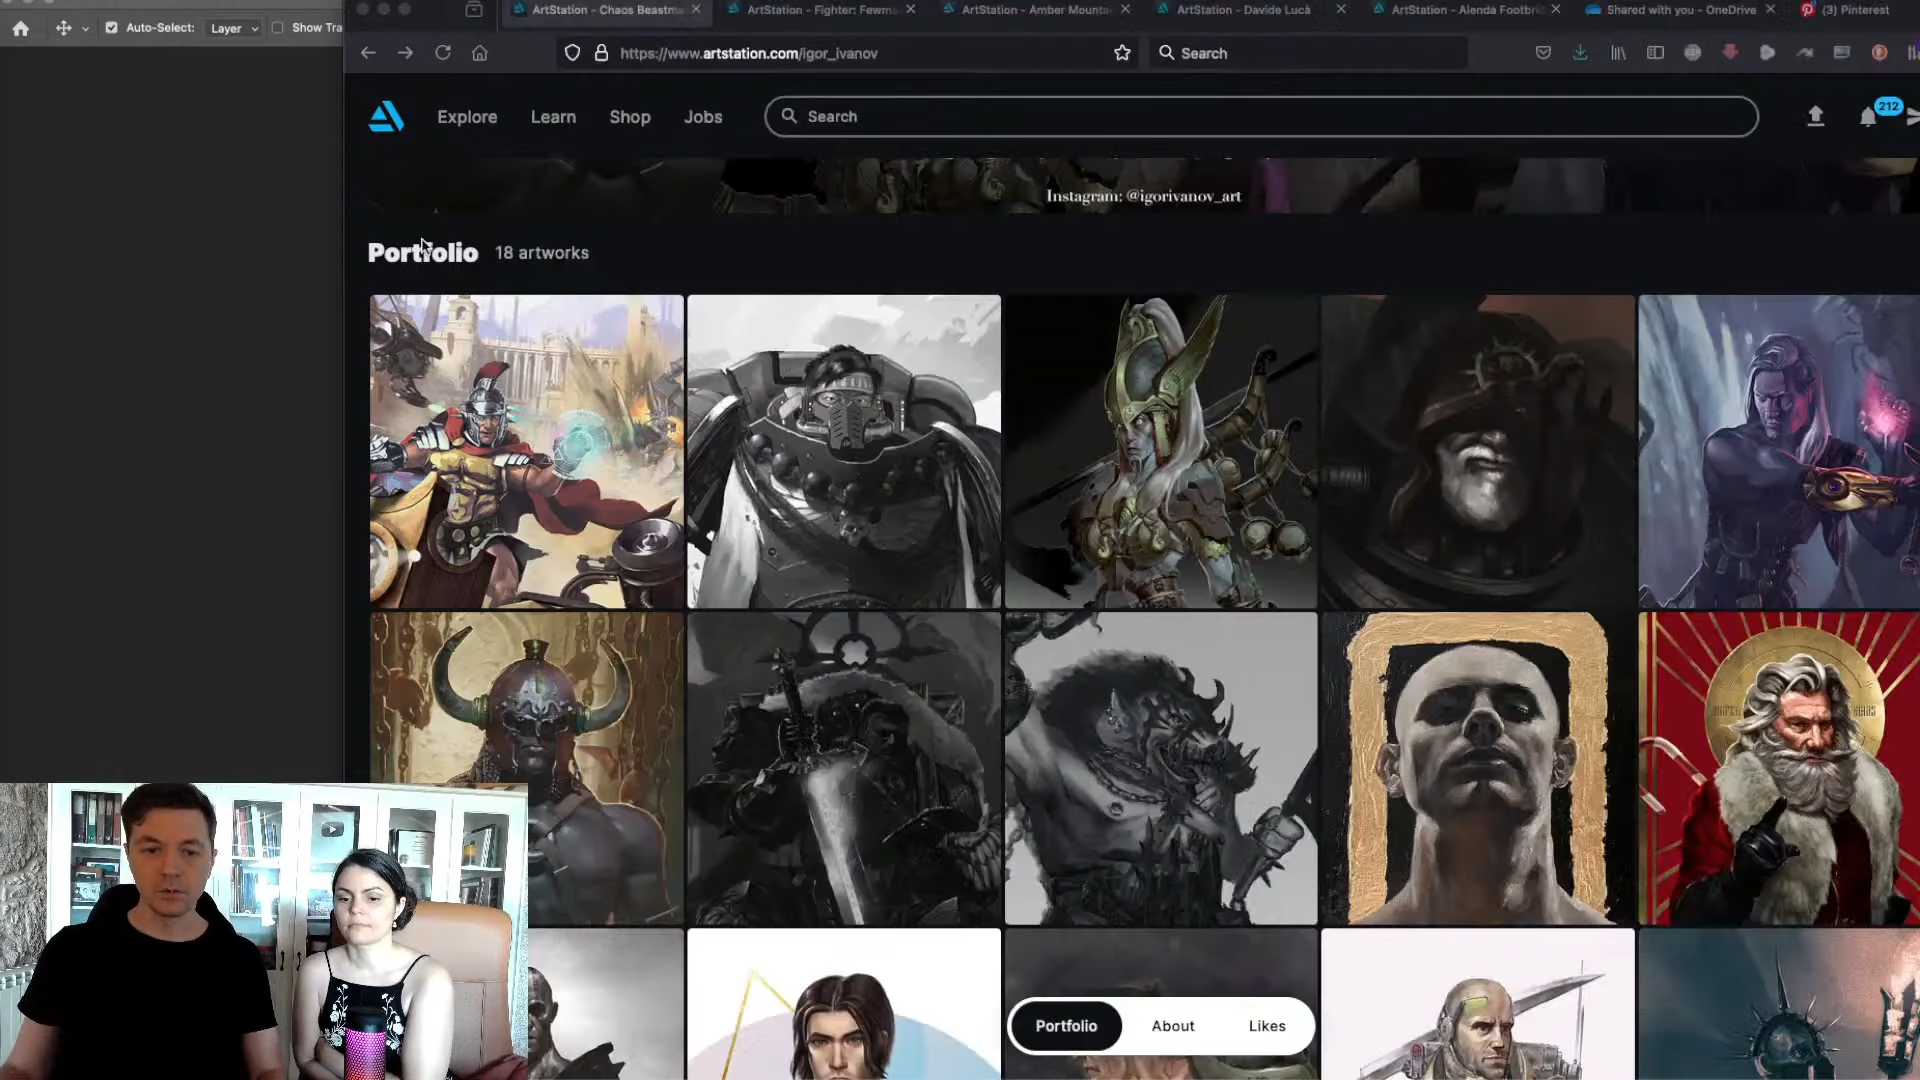 ArtStation - Chaos Beastma
ArtStation - Fighter: Fewm
ArtStation - Amber Mounta
ArtStation - Davide Lucà
ArtStation - Alenda Footbri
Shared with you - OneDrive
(3) Pinterest
Auto-Select:
Layer
Show Tra
https://www.artstation.com/igor_ivanov
Search
Explore
Learn
Shop
Jobs
Search
212
Instagram: @igorivanov_art
Portfolio
18 artworks
Portfolio
About
Likes